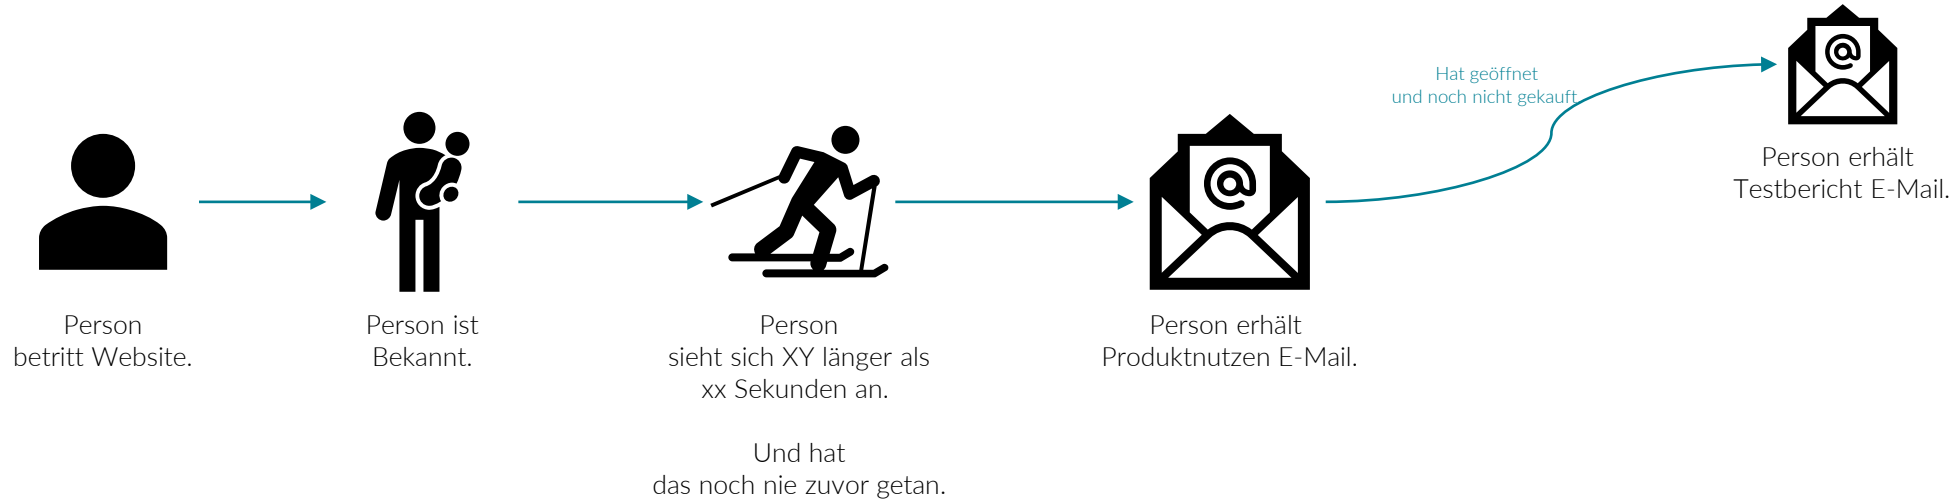 Person
betritt Website.
Person ist
Bekannt.
Person
sieht sich XY länger als
xx Sekunden an.
Und hat
das noch nie zuvor getan.
Person erhält
Produktnutzen E-Mail.
Hat geöffnet
und noch nicht gekauft
Person erhält
Testbericht E-Mail.